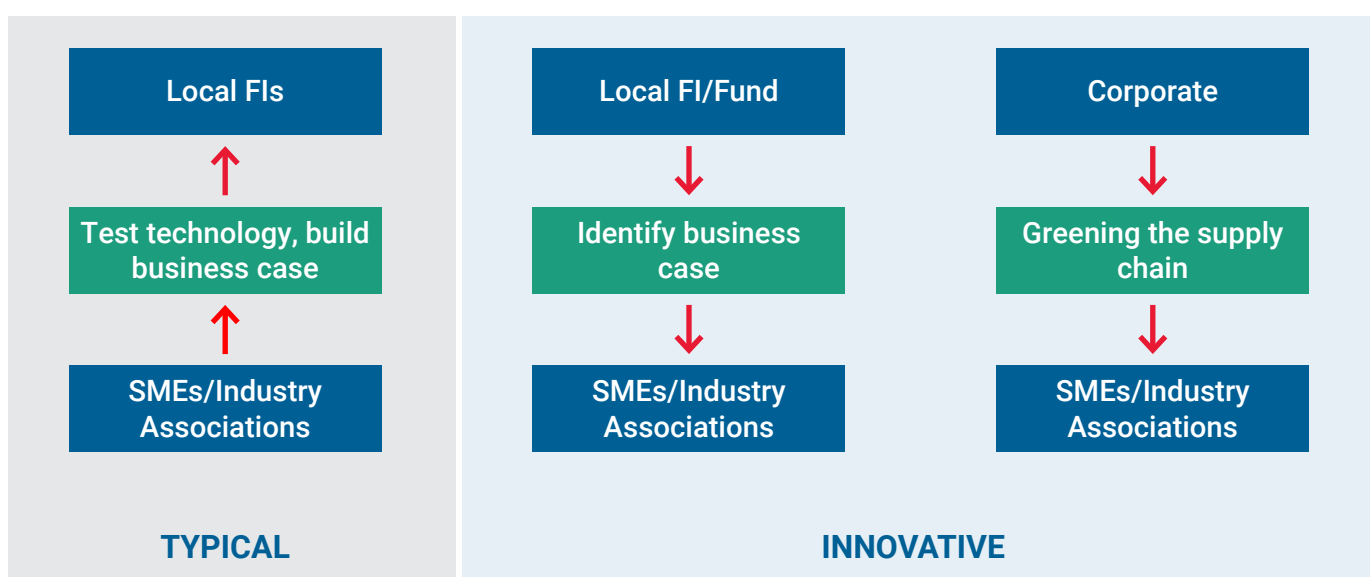 Local FIs
Test technology, build
business case
SMEs/Industry
Associations
TYPICAL
Local FI/Fund
Identify business
case
SMEs/Industry
Associations
Corporate
Greening the supply
chain
SMEs/Industry
Associations
INNOVATIVE